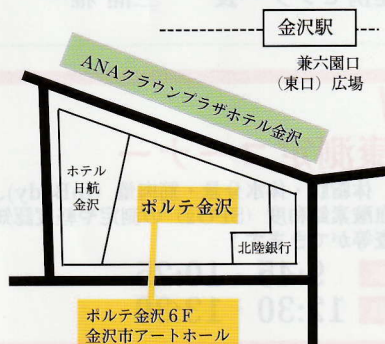 金沢駅
兼六園口
（東口）広場
ANAクラウンプラザホテル金沢
ホテル
日航
金沢
ポルテ金沢
北陸銀行
ポルテ金沢６F
金沢市アートホール